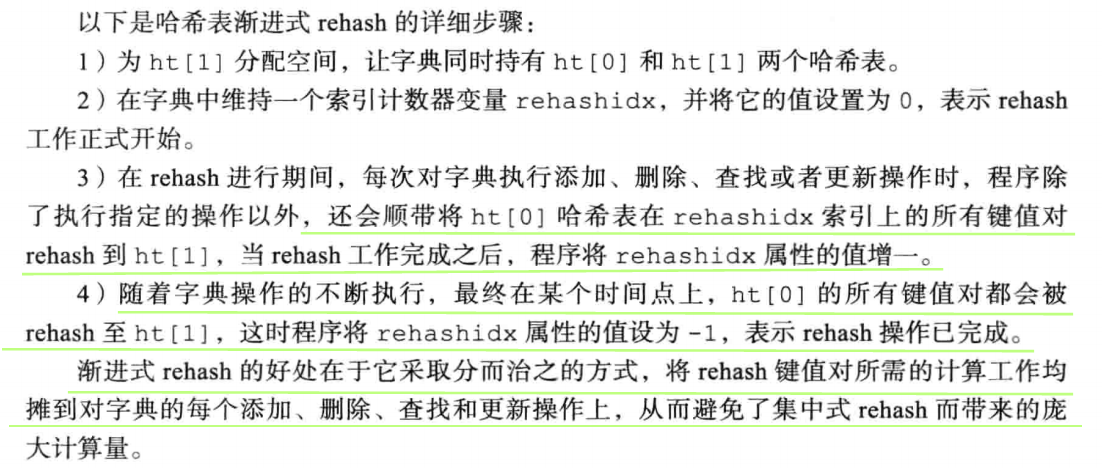 以下是哈希表渐进式 rehash 的详细步骤：
1）为 ht[1] 分配空间，让字典同时持有 ht[0] 和 ht[1] 两个哈希表。
2）在字典中维持一个索引计数器变量 rehashidx，并将它的值设置为 0，表示 rehash
工作正式开始。
3）在 rehash 进行期间，每次对字典执行添加、删除、查找或者更新操作时，程序除
了执行指定的操作以外，还会顺带将 ht[0] 哈希表在 rehashidx 索引上的所有键值对
rehash 到 ht[1]，当 rehash 工作完成之后，程序将 rehashidx 属性的值增一。
4）随着字典操作的不断执行，最终在某个时间点上，ht[0] 的所有键值对都会被
rehash 至 ht[1]，这时程序将 rehashidx 属性的值设为 -1，表示 rehash 操作已完成。
渐进式 rehash 的好处在于它采取分而治之的方式，将 rehash 键值对所需的计算工作均
摊到对字典的每个添加、删除、查找和更新操作上，从而避免了集中式 rehash 而带来的庞
大计算量。